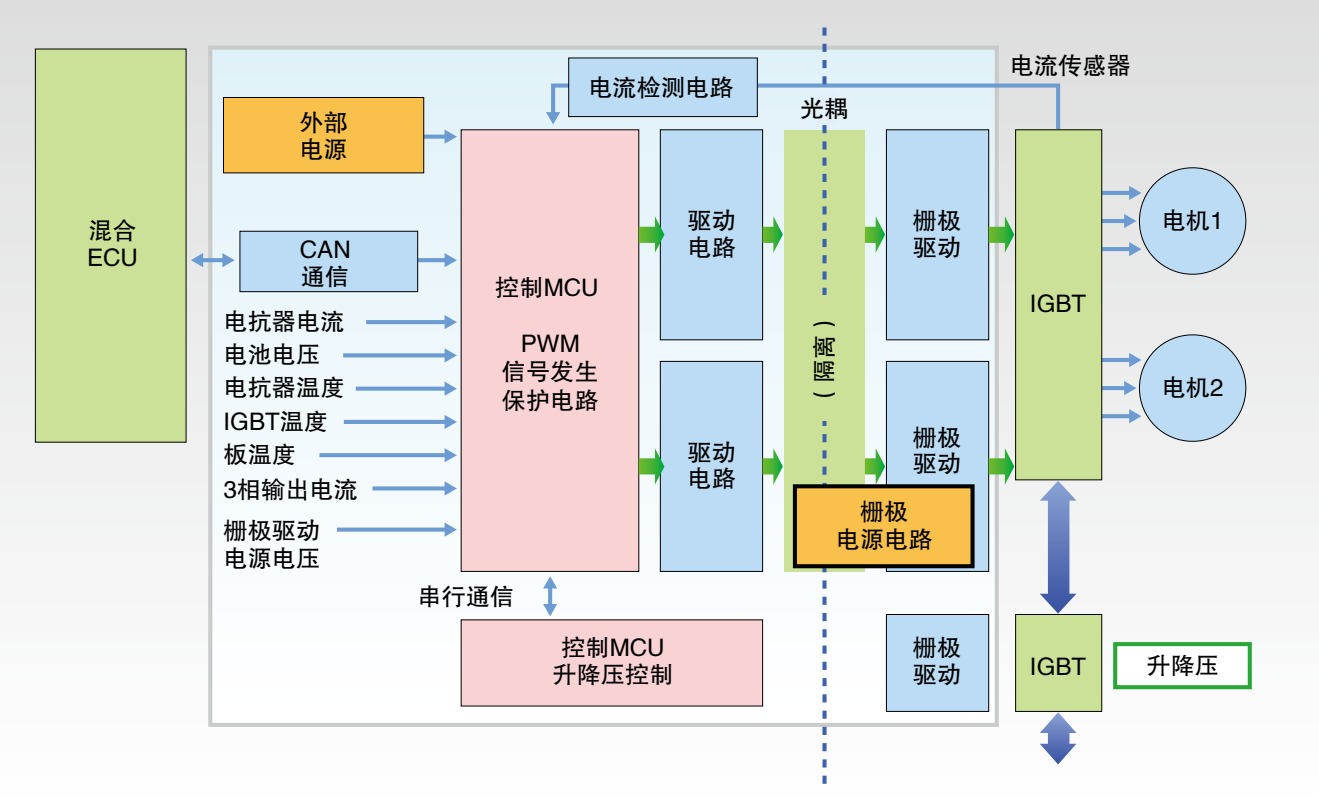 电流传感器
电流检测电路
光耦
外部
电源
混合
ECU
CAN
通信
电抗器电流
电池电压
电抗器温度
IGBT温度
板温度
3相输出电流
栅极驱动
电源电压
控制MCU
PWM
信号发生
保护电路
驱动
电路
驱动
电路
(隔离)
栅极
驱动
栅极
驱动
栅极
电源电路
IGBT
电机1
电机2
串行通信
控制MCU
升降压控制
栅极
驱动
IGBT
升降压